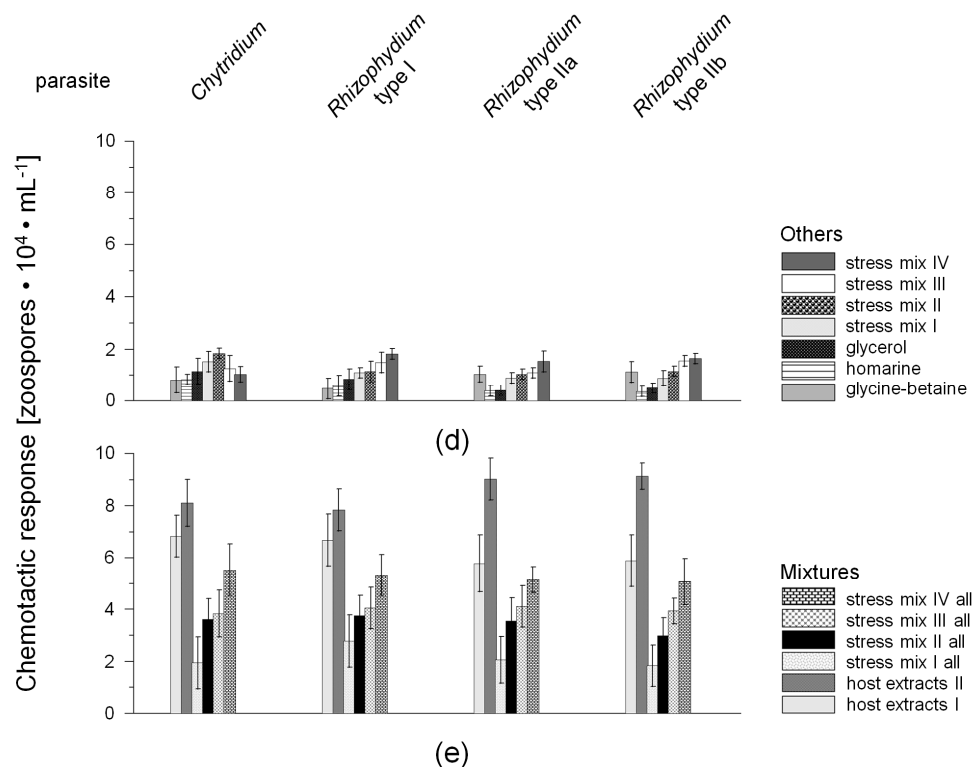 parasite
Chytridium
Rhizophydium
type I
Rhizophydium
type IIa
Rhizophydium
type IIb
Chemotactic response [zoospores • 10⁴ • mL⁻¹]
10
8
6
4
2
0
(d)
Others
stress mix IV
stress mix III
stress mix II
stress mix I
glycerol
homarine
glycine-betaine
10
8
6
4
2
0
(e)
Mixtures
stress mix IV all
stress mix III all
stress mix II all
stress mix I all
host extracts II
host extracts I